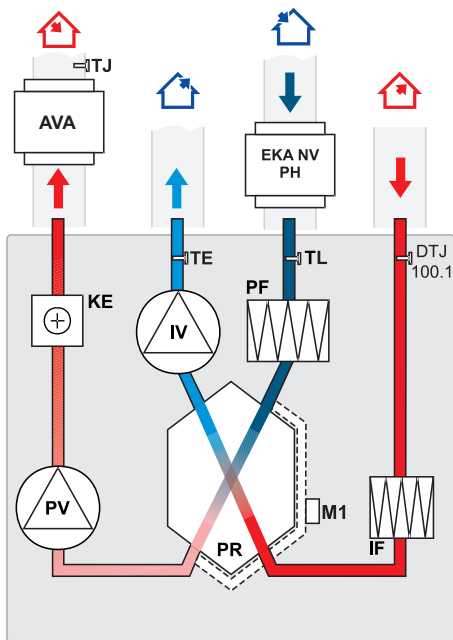 TJ
AVA
EKA NV
PH
TE
TL
DTJ
100.1
KE
IV
PF
PV
M1
PR
IF